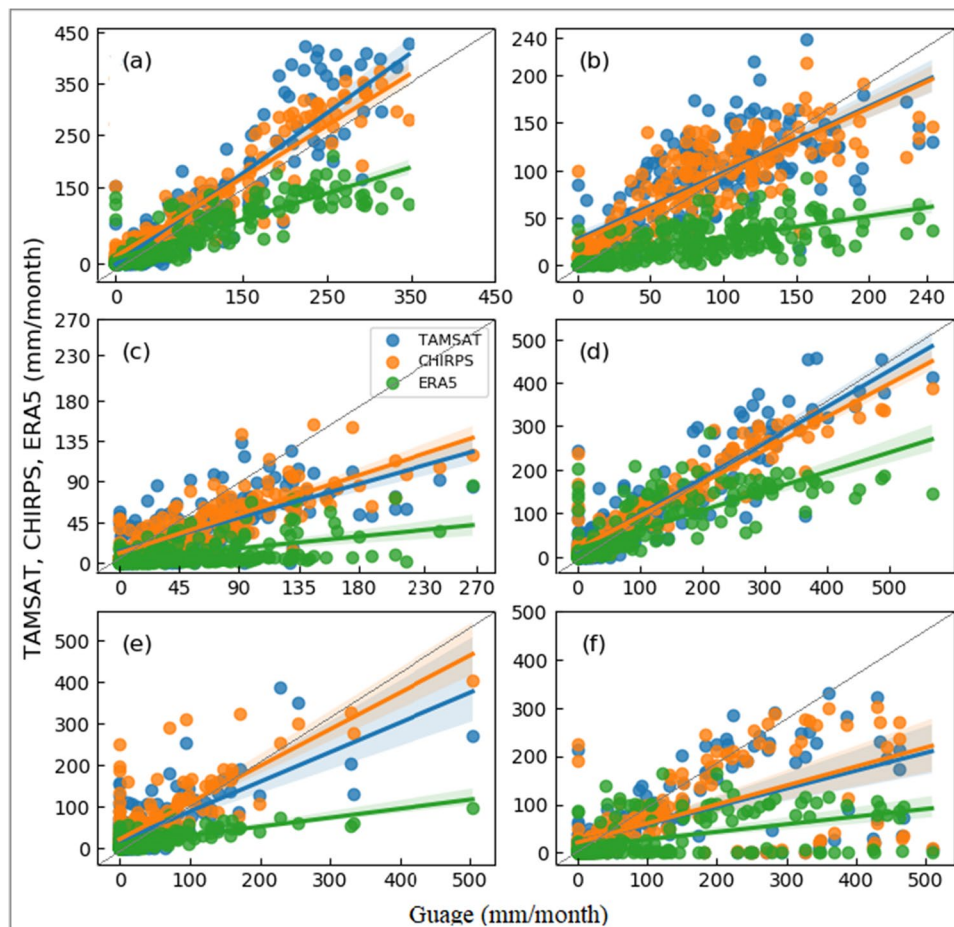 TAMSAT, CHIRPS, ERA5 (mm/month)
(a)
450
350
250
150
0
0 150 250 350 450
(b)
240
200
150
100
50
0
0 50 100 150 200 240
(c)
TAMSAT
CHIRPS
ERA5
270
230
180
135
90
45
0
0 45 90 135 180 225 270
(d)
500
400
300
200
100
0
0 100 200 300 400 500
(e)
500
400
300
200
100
0
0 100 200 300 400 500
(f)
500
400
300
200
100
0
0 100 200 300 400 500
Guage (mm/month)